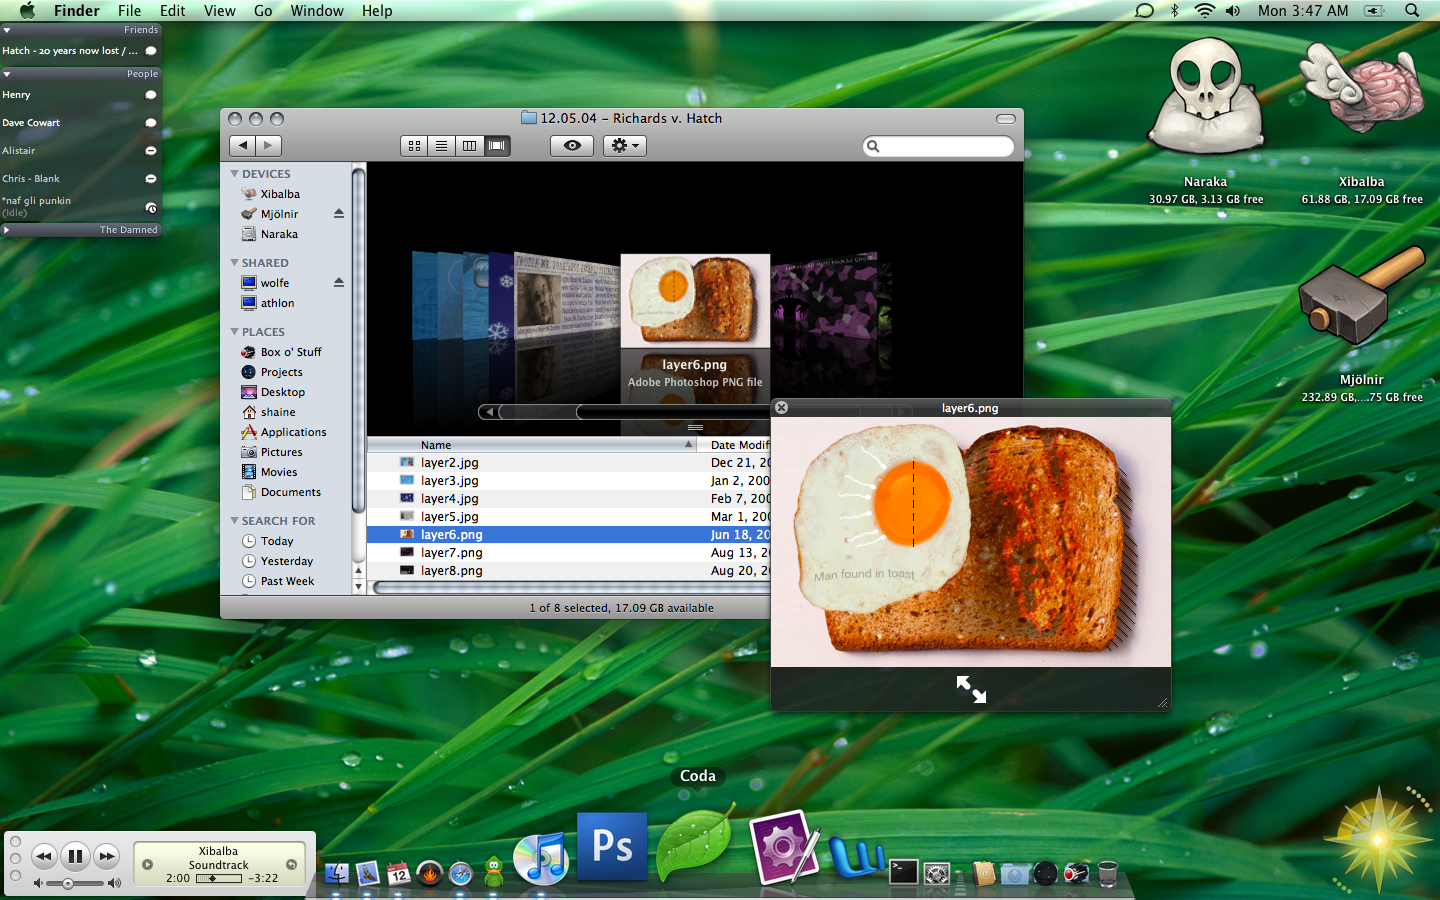 Finder File Edit View Go Window Help
Mon 3:47 AM
Friends
Hatch - 20 years now lost / ...
People
Henry
Dave Cowart
Alistair
Chris - Blank
*naf gli punkin
(Idle)
The Damned
12.05.04 – Richards v. Hatch
DEVICES
Xibalba
Mjölnir
Naraka
SHARED
wolfe
athlon
PLACES
Box o' Stuff
Projects
Desktop
shaine
Applications
Pictures
Movies
Documents
SEARCH FOR
Today
Yesterday
Past Week
layer6.png
Adobe Photoshop PNG file
Name Date Modif
layer2.jpg Dec 21, 20
layer3.jpg Jan 2, 200
layer4.jpg Feb 7, 200
layer5.jpg Mar 1, 200
layer6.png Jun 18, 20
layer7.png Aug 13, 20
layer8.png Aug 20, 20
1 of 8 selected, 17.09 GB available
layer6.png
Man found in toast
Naraka
30.97 GB, 3.13 GB free
Xibalba
61.88 GB, 17.09 GB free
Mjölnir
232.89 GB,....75 GB free
Coda
Xibalba
Soundtrack
2:00 -3:22
12
Ps